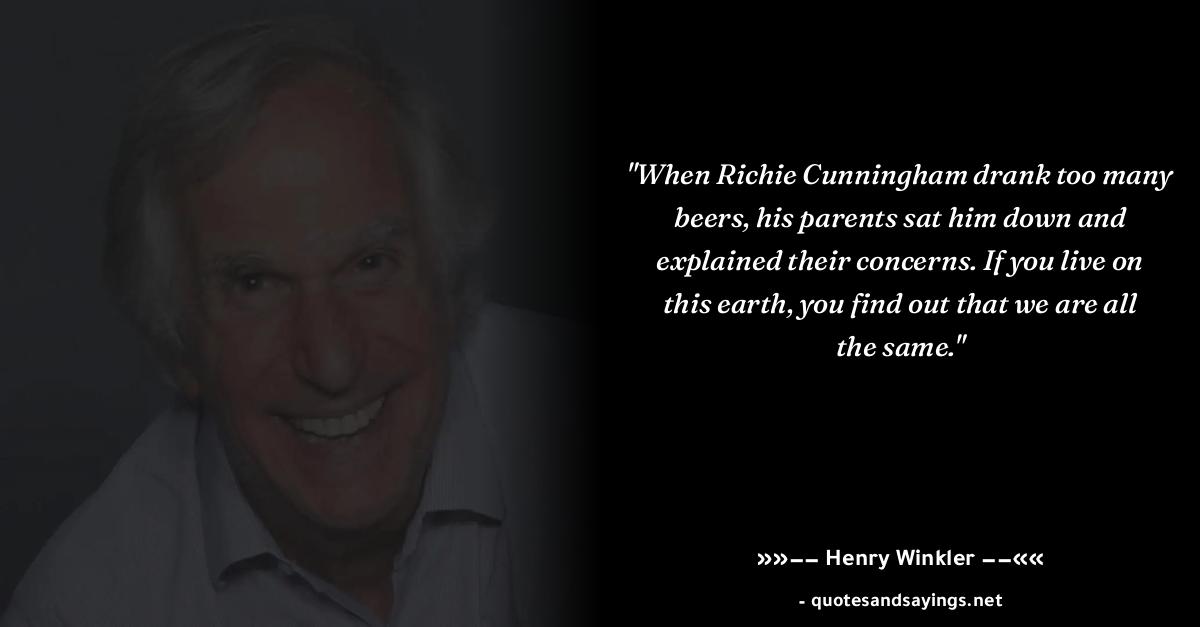 "When Richie Cunningham drank too many
beers, his parents sat him down and
explained their concerns. If you live on
this earth, you find out that we are all
the same."
»»−− Henry Winkler −−««
- quotesandsayings.net